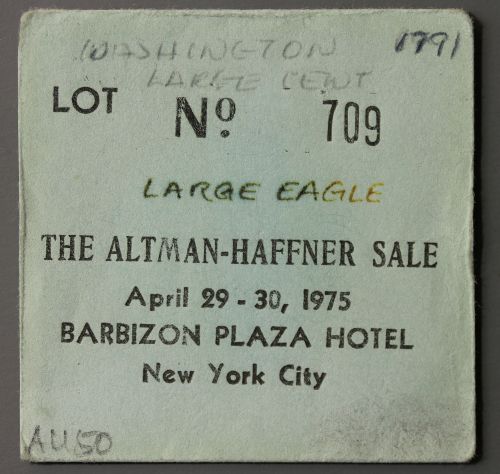 WASHINGTON 1791
LARGE CENT
LOT Nº. 709
LARGE EAGLE
THE ALTMAN-HAFFNER SALE
April 29 - 30, 1975
BARBIZON PLAZA HOTEL
New York City
AU50